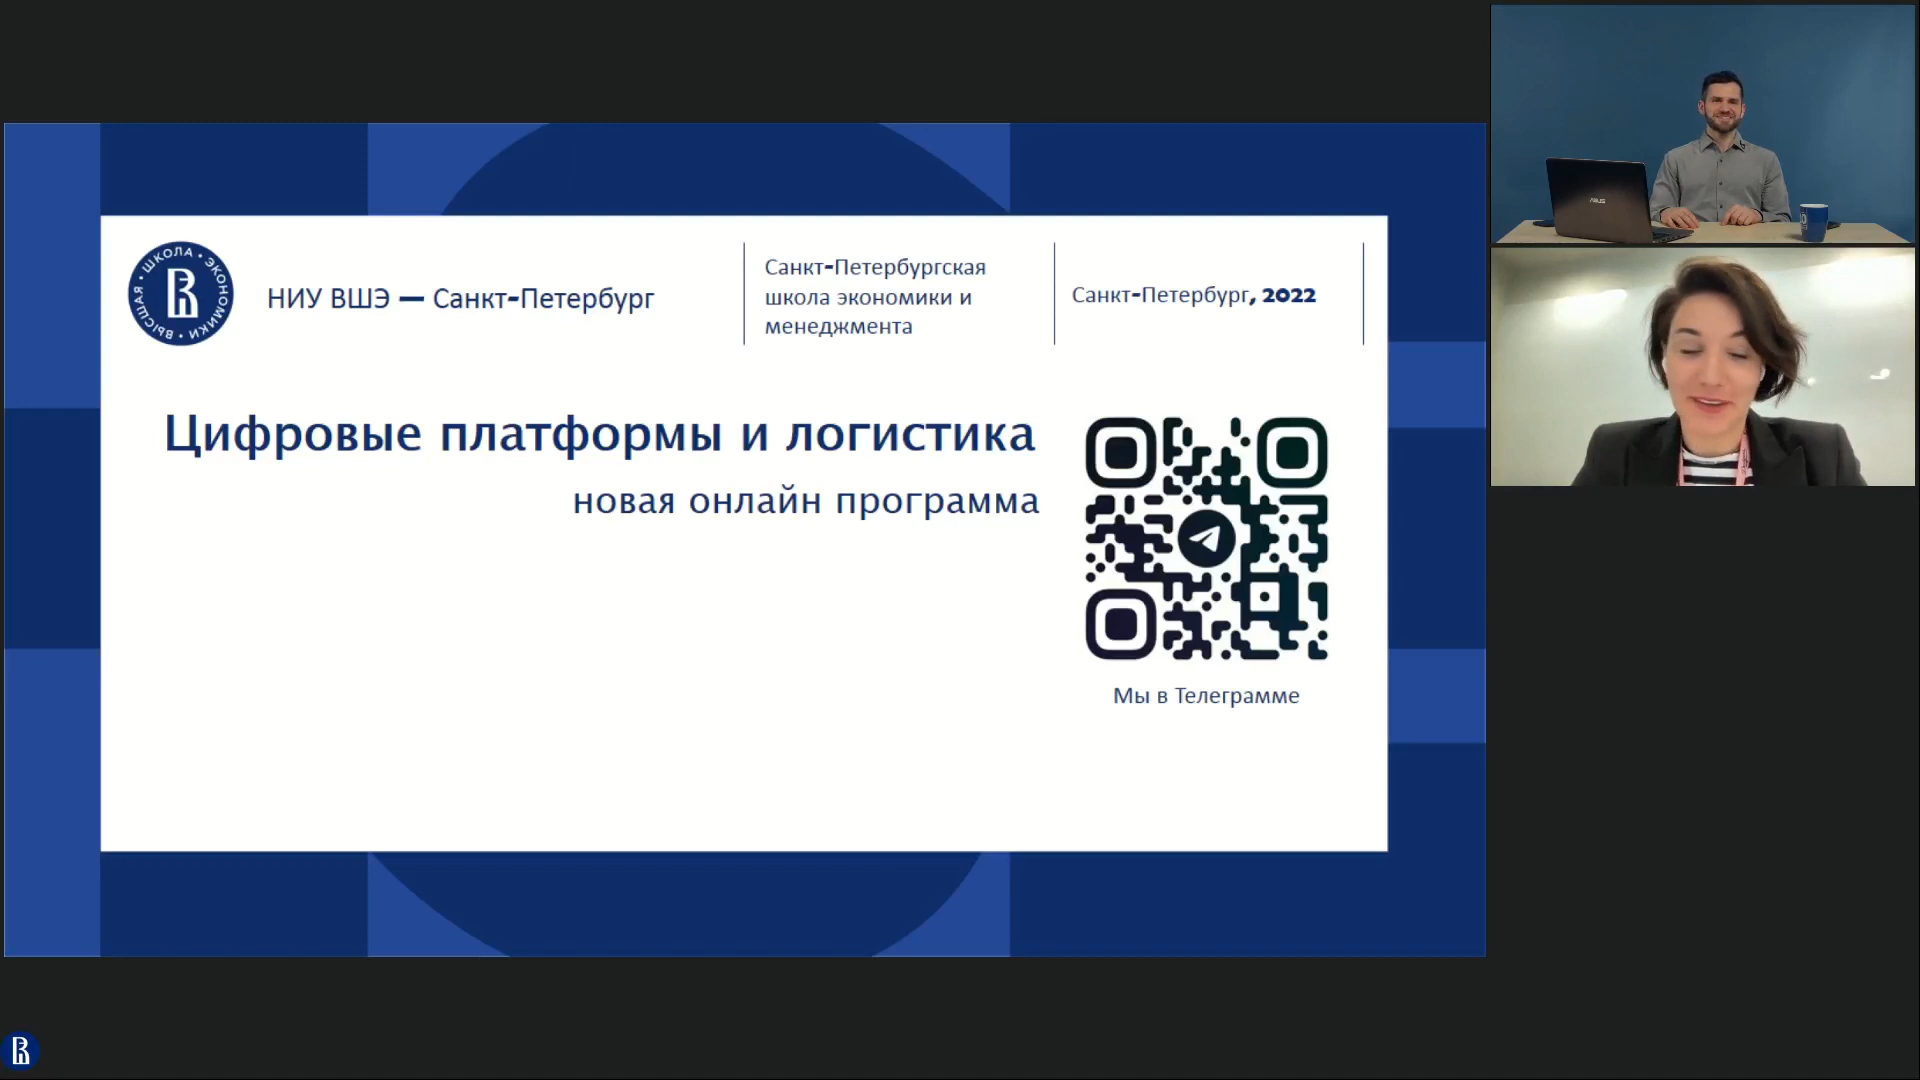 ВЫСШАЯ • ШКОЛА • ЭКОНОМИКИ •
НИУ ВШЭ — Санкт-Петербург
Санкт-Петербургская
школа экономики и
менеджмента
Санкт-Петербург, 2022
Цифровые платформы и логистика
новая онлайн программа
Мы в Телеграмме
ASUS